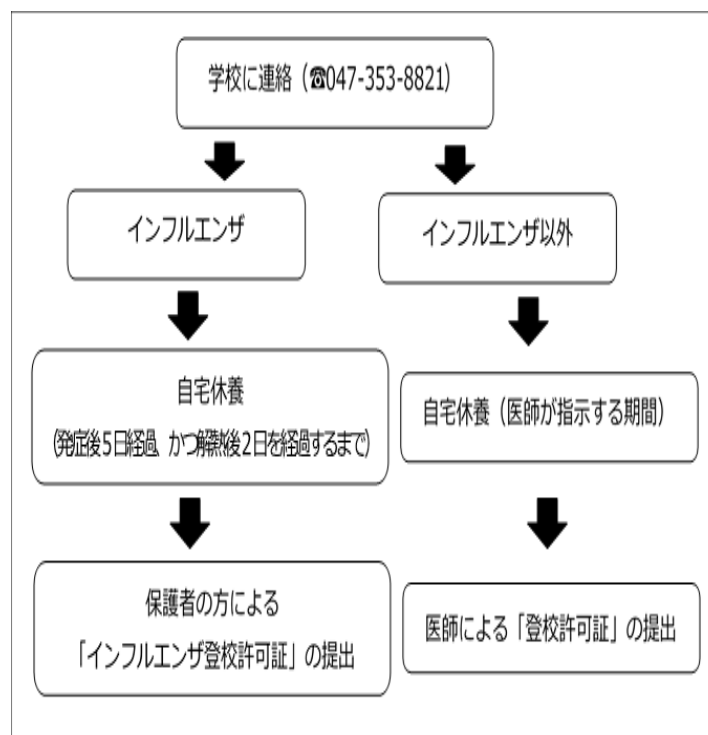 学校に連絡（☎047-353-8821）
インフルエンザ
インフルエンザ以外
自宅休養
（発症後５日経過、かつ解熱後２日を経過するまで）
自宅休養（医師が指示する期間）
保護者の方による
「インフルエンザ登校許可証」の提出
医師による「登校許可証」の提出